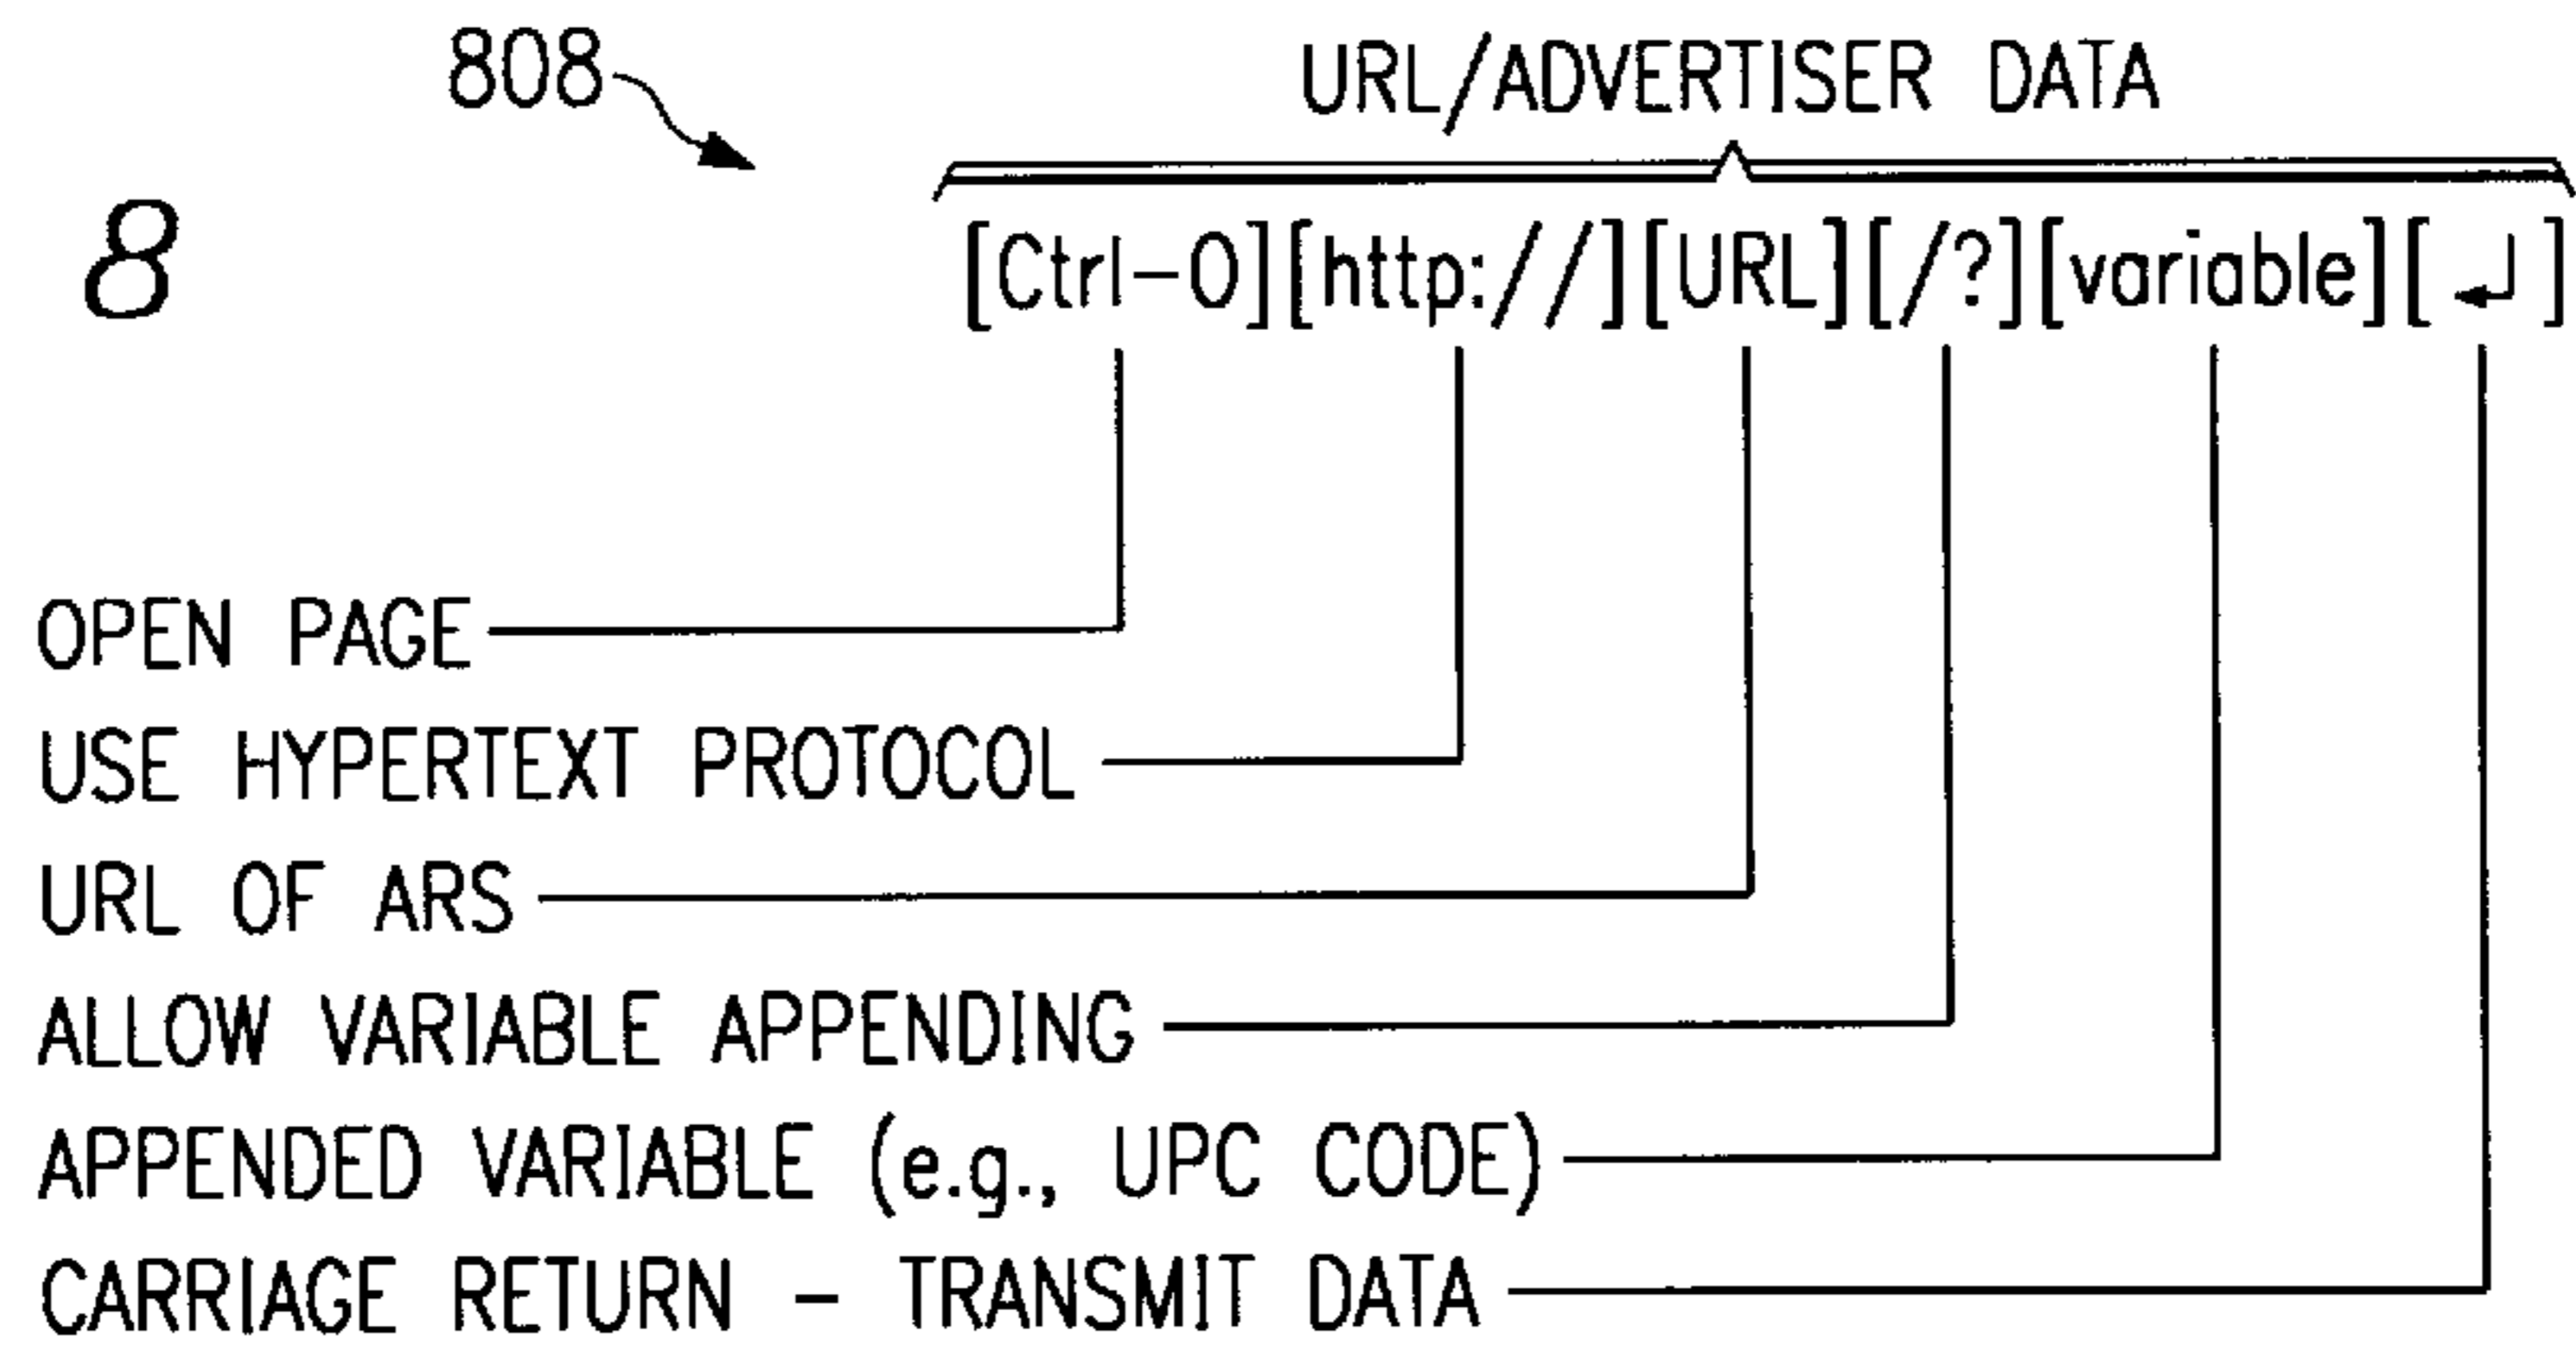 808
URL/ADVERTISER DATA
8
[Ctrl-O][http://][URL][/?][variable][↵]
OPEN PAGE
USE HYPERTEXT PROTOCOL
URL OF ARS
ALLOW VARIABLE APPENDING
APPENDED VARIABLE (e.g., UPC CODE)
CARRIAGE RETURN - TRANSMIT DATA